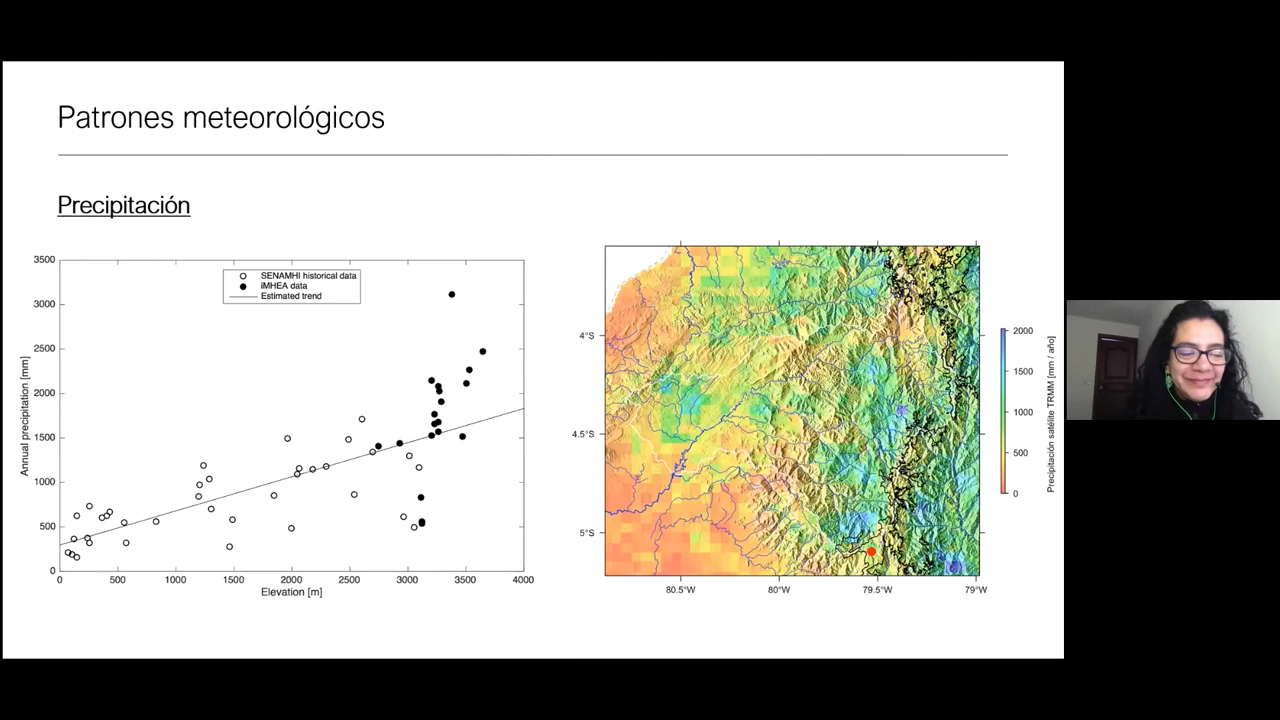 Patrones meteorológicos
Precipitación
3500
3000
2500
2000
1500
1000
500
0
Annual precipitation [mm]
SENAMHI historical data
iMHEA data
Estimated trend
0 500 1000 1500 2000 2500 3000 3500 4000
Elevation [m]
4°S
4.5°S
5°S
80.5°W 80°W 79.5°W 79°W
2000
1500
1000
500
0
Precipitación satélite TRMM [mm / año]